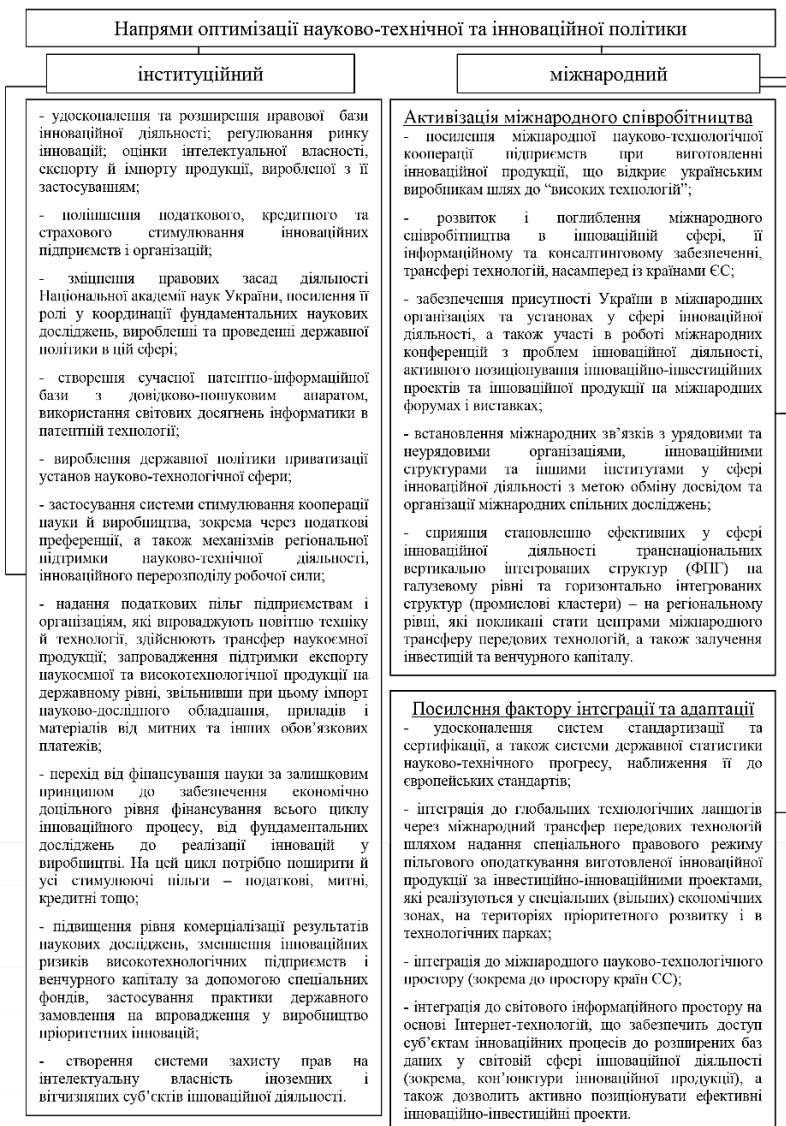 Напрями оптимізації науково-технічної та інноваційної політики
інституційний
- удосконалення та розширення правової бази
інноваційної діяльності; регулювання ринку
інновацій; оцінки інтелектуальної власності,
експорту й імпорту продукції, виробленої з її
застосуванням;
- поліпшення податкового, кредитного та
страхового стимулювання інноваційних
підприємств і організацій;
- зміцнення правових засад діяльності
Національної академії наук України, посилення її
ролі у координації фундаментальних наукових
досліджень, виробленні та проведенні державної
політики в цій сфері;
- створення сучасної патентно-інформаційної
бази з довідково-пошуковим апаратом,
використання світових досягнень інформатики в
патентній технології;
- вироблення державної політики приватизації
установ науково-технологічної сфери;
- застосування системи стимулювання кооперації
науки й виробництва, зокрема через податкові
преференції, а також механізмів регіональної
підтримки науково-технічної діяльності,
інноваційного перерозподілу робочої сили;
- надання податкових пільг підприємствам і
організаціям, які впроваджують новітню техніку
й технології, здійснюють трансфер наукоємної
продукції; запровадження підтримки експорту
наукоємної та високотехнологічної продукції на
державному рівні, звільнивши при цьому імпорт
науково-дослідного обладнання, приладів і
матеріалів від митних та інших обов’язкових
платежів;
- перехід від фінансування науки за залишковим
принципом до забезпечення економічно
доцільного рівня фінансування всього циклу
інноваційного процесу, від фундаментальних
досліджень до реалізації інновацій у
виробництві. На цей цикл потрібно поширити й
усі стимулюючі пільги – податкові, митні,
кредитні тощо;
- підвищення рівня комерціалізації результатів
наукових досліджень, зменшення інноваційних
ризиків високотехнологічних підприємств і
венчурного капіталу за допомогою спеціальних
фондів, застосування практики державного
замовлення на впровадження у виробництво
пріоритетних інновацій;
- створення системи захисту прав на
інтелектуальну власність іноземних і
вітчизняних суб’єктів інноваційної діяльності.
міжнародний
Активізація міжнародного співробітництва
- посилення міжнародної науково-технологічної
кооперації підприємств при виготовленні
інноваційної продукції, що відкриє українським
виробникам шлях до “високих технологій”;
- розвиток і поглиблення міжнародного
співробітництва в інноваційній сфері, її
інформаційному та консалтинговому забезпеченні,
трансфері технологій, насамперед із країнами ЄС;
- забезпечення присутності України в міжнародних
організаціях та установах у сфері інноваційної
діяльності, а також участі в роботі міжнародних
конференцій з проблем інноваційної діяльності,
активного позиціонування інноваційно-інвестиційних
проектів та інноваційної продукції на міжнародних
форумах і виставках;
- встановлення міжнародних зв’язків з урядовими та
неурядовими організаціями, інноваційними
структурами та іншими інститутами у сфері
інноваційної діяльності з метою обміну досвідом та
організації міжнародних спільних досліджень;
- сприяння становленню ефективних у сфері
інноваційної діяльності транснаціональних
вертикально інтегрованих структур (ФПГ) на
галузевому рівні та горизонтально інтегрованих
структур (промислові кластери) – на регіональному
рівні, які покликані стати центрами міжнародного
трансферу передових технологій, а також залучення
інвестицій та венчурного капіталу.
Посилення фактору інтеграції та адаптації
- удосконалення систем стандартизації та
сертифікації, а також системи державної статистики
науково-технічного прогресу, наближення її до
європейських стандартів;
- інтеграція до глобальних технологічних ланцюгів
через міжнародний трансфер передових технологій
шляхом надання спеціального правового режиму
пільгового оподаткування виготовленої інноваційної
продукції за інвестиційно-інноваційними проектами,
які реалізуються у спеціальних (вільних) економічних
зонах, на територіях пріоритетного розвитку і в
технологічних парках;
- інтеграція до міжнародного науково-технологічного
простору (зокрема до простору країн ЄС);
- інтеграція до світового інформаційного простору на
основі Інтернет-технологій, що забезпечить доступ
суб’єктам інноваційних процесів до розширених баз
даних у світовій сфері інноваційної діяльності
(зокрема, кон’юнктури інноваційної продукції), а
також дозволить активно позиціонувати ефективні
інноваційно-інвестиційні проекти.